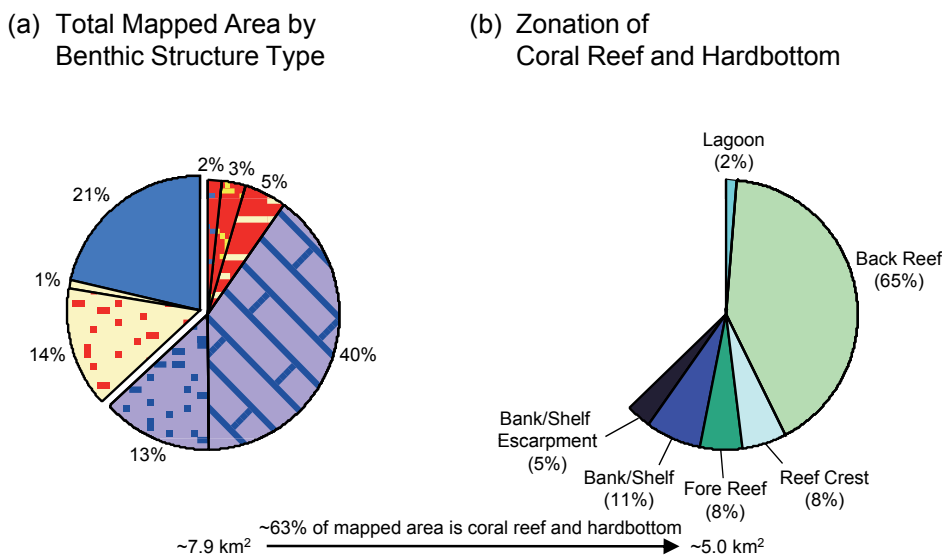 (a) Total Mapped Area by
Benthic Structure Type
(b) Zonation of
Coral Reef and Hardbottom
2%
3%
5%
40%
13%
14%
1%
21%
Lagoon
(2%)
Back Reef
(65%)
Reef Crest
(8%)
Fore Reef
(8%)
Bank/Shelf
(11%)
Bank/Shelf
Escarpment
(5%)
~63% of mapped area is coral reef and hardbottom
~7.9 km²
~5.0 km²